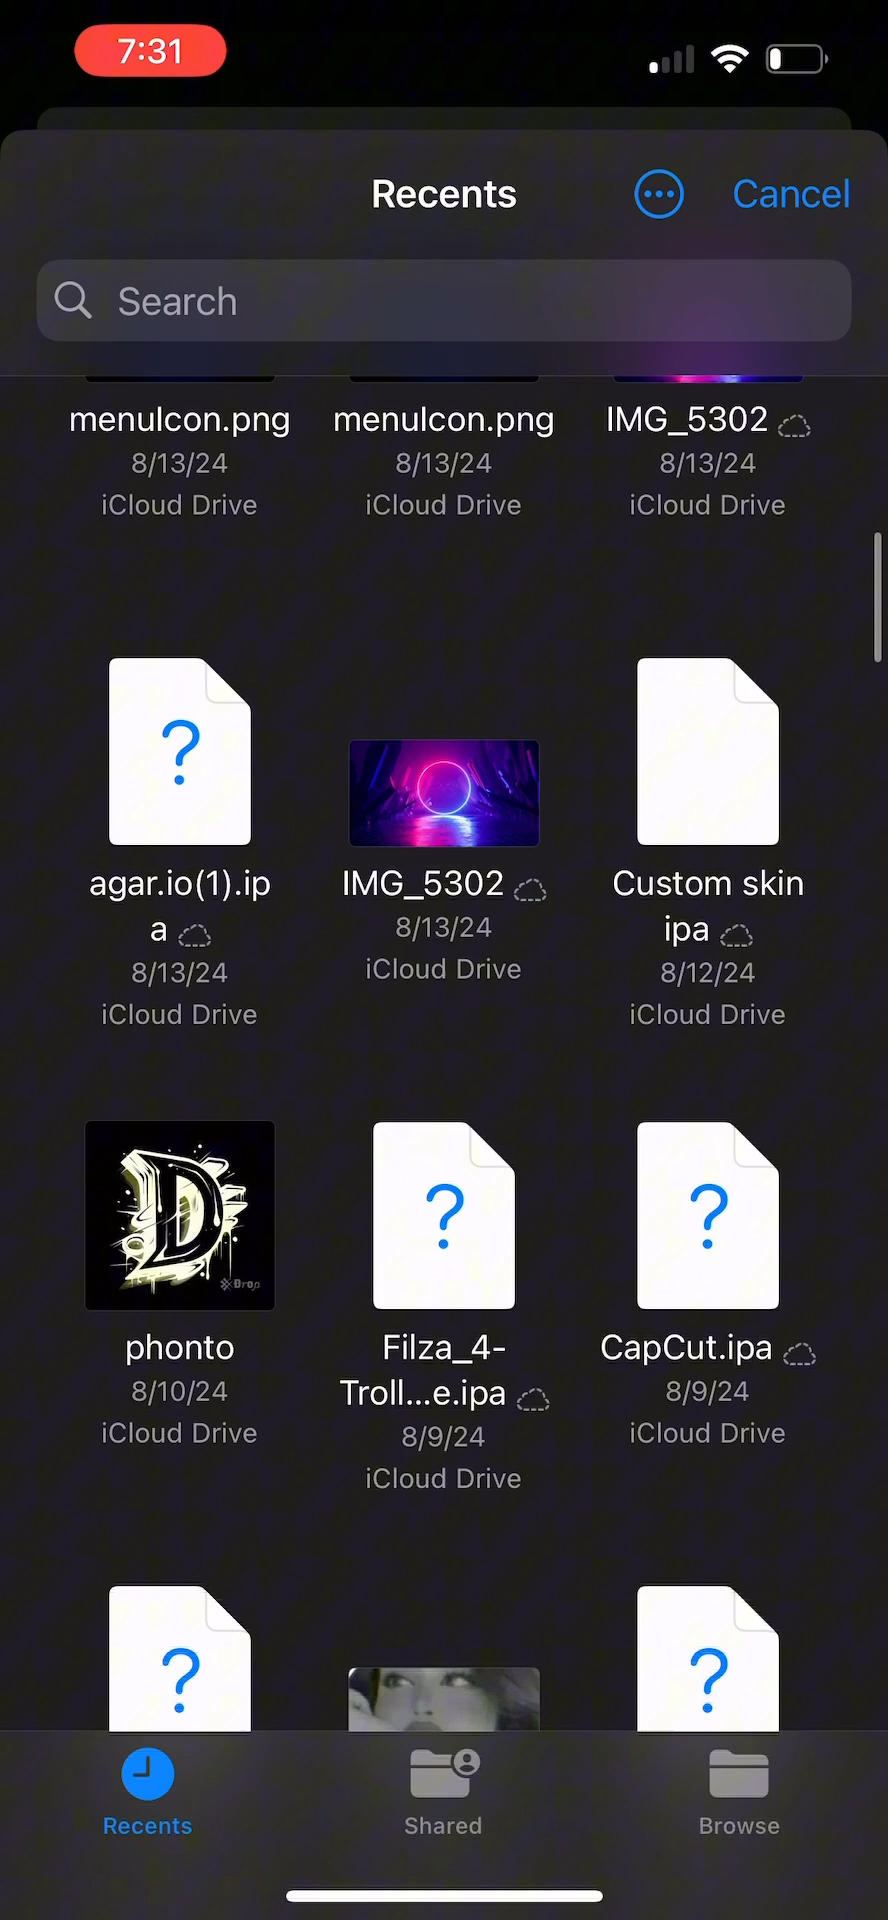 7:31
Recents
Cancel
Search
menuIcon.png
8/13/24
iCloud Drive
menuIcon.png
8/13/24
iCloud Drive
IMG_5302
8/13/24
iCloud Drive
agar.io(1).ip
a
8/13/24
iCloud Drive
IMG_5302
8/13/24
iCloud Drive
Custom skin
ipa
8/12/24
iCloud Drive
D
Drop
phonto
8/10/24
iCloud Drive
Filza_4-
Troll...e.ipa
8/9/24
iCloud Drive
CapCut.ipa
8/9/24
iCloud Drive
Recents
Shared
Browse